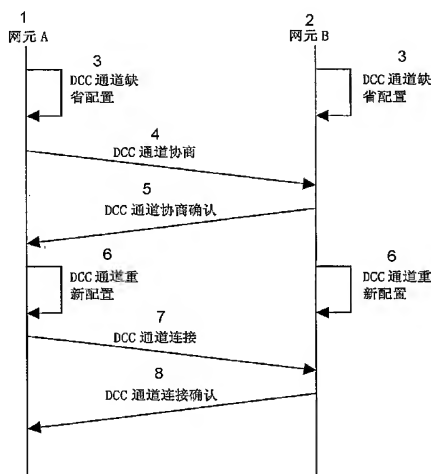 1
网元 A
2
网元 B
3
DCC 通道缺
省配置
3
DCC 通道缺
省配置
4
DCC 通道协商
5
DCC 通道协商确认
6
DCC 通道重
新配置
6
DCC 通道重
新配置
7
DCC 通道连接
8
DCC 通道连接确认